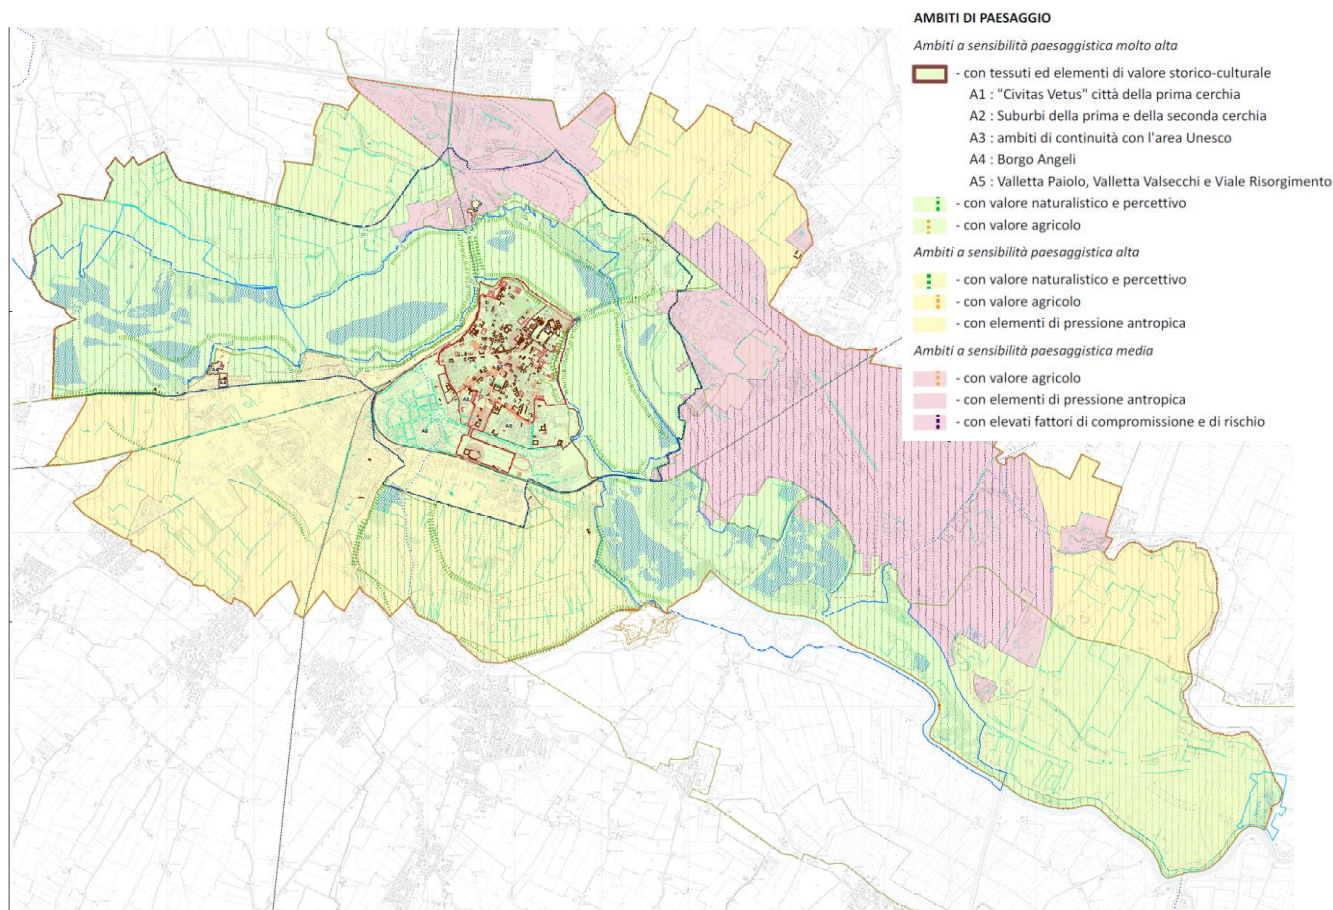 AMBITI DI PAESAGGIO
Ambiti a sensibilità paesaggistica molto alta
- con tessuti ed elementi di valore storico-culturale
A1 : "Civitas Vetus" città della prima cerchia
A2 : Suburbi della prima e della seconda cerchia
A3 : ambiti di continuità con l'area Unesco
A4 : Borgo Angeli
A5 : Valletta Paiolo, Valletta Valsecchi e Viale Risorgimento
- con valore naturalistico e percettivo
- con valore agricolo
Ambiti a sensibilità paesaggistica alta
- con valore naturalistico e percettivo
- con valore agricolo
- con elementi di pressione antropica
Ambiti a sensibilità paesaggistica media
- con valore agricolo
- con elementi di pressione antropica
- con elevati fattori di compromissione e di rischio